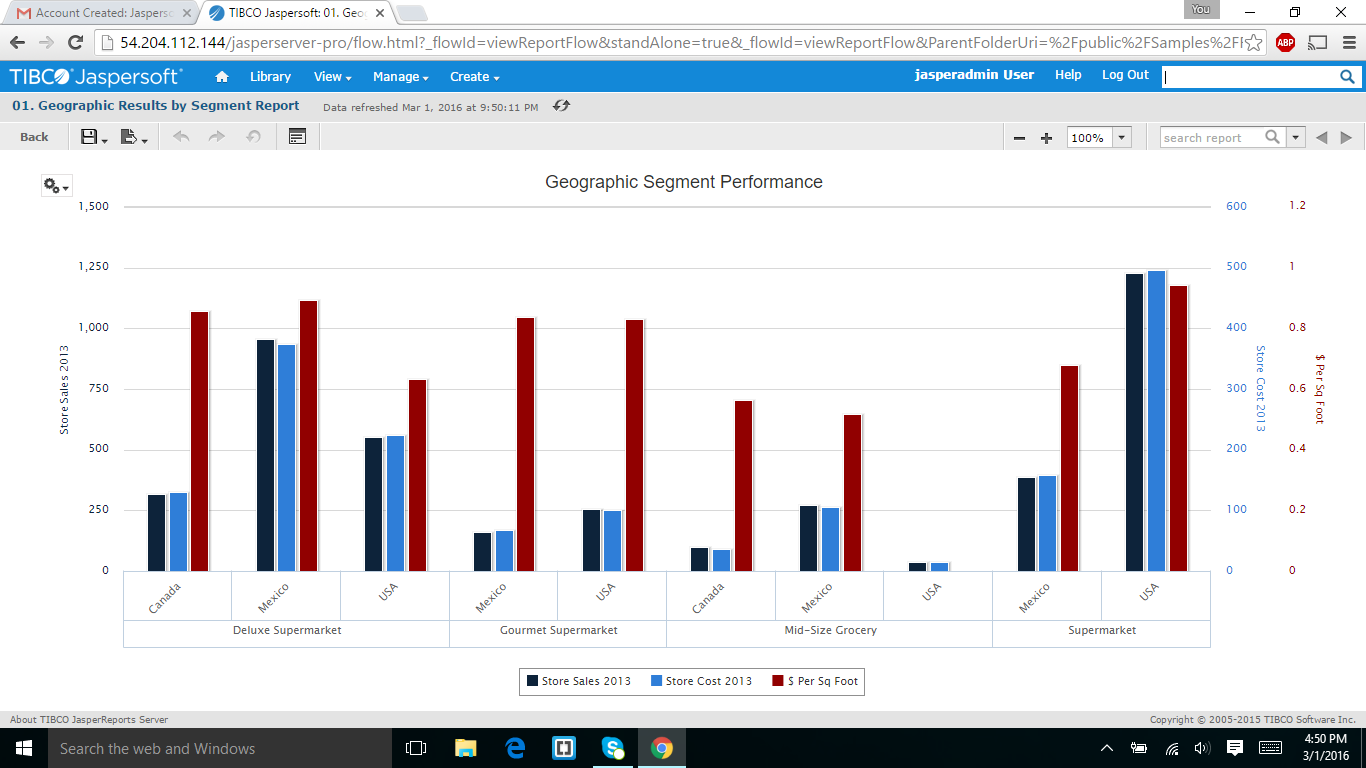 Account Created: Jaspers
TIBCO Jaspersoft: 01. Geo
You
54.204.112.144/jasperserver-pro/flow.html?_flowId=viewReportFlow&standAlone=true&_flowId=viewReportFlow&ParentFolderUri=%2Fpublic%2FSamples%2F
ABP
TIBCO Jaspersoft
Library
View
Manage
Create
jasperadmin User
Help
Log Out
01. Geographic Results by Segment Report
Data refreshed Mar 1, 2016 at 9:50:11 PM
Back
100%
search report
Geographic Segment Performance
1,500
1,250
1,000
750
500
250
0
Store Sales 2013
600
500
400
300
200
100
0
Store Cost 2013
1.2
1
0.8
0.6
0.4
0.2
0
$ Per Sq Foot
Canada
Mexico
USA
Mexico
USA
Canada
Mexico
USA
Mexico
USA
Deluxe Supermarket
Gourmet Supermarket
Mid-Size Grocery
Supermarket
Store Sales 2013
Store Cost 2013
$ Per Sq Foot
About TIBCO JasperReports Server
Copyright © 2005-2015 TIBCO Software Inc.
Search the web and Windows
4:50 PM
3/1/2016